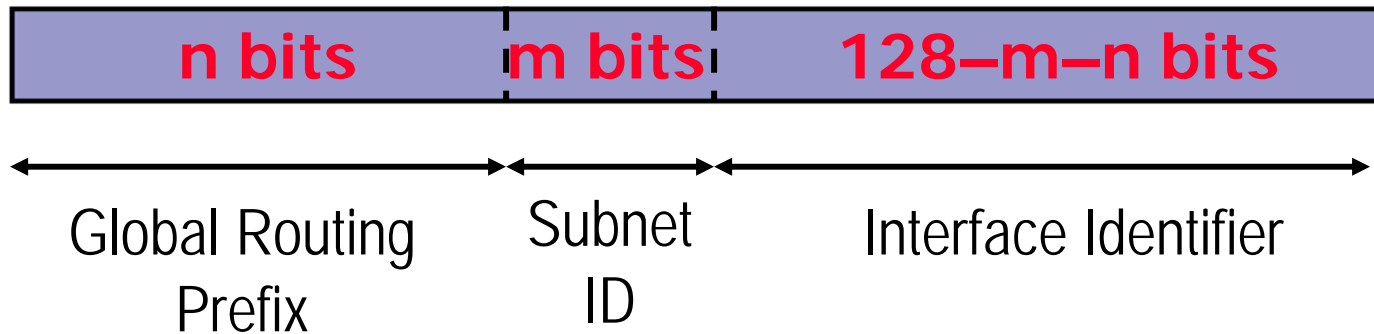 n bits m bits 128–m–n bits
Global Routing Prefix
Subnet ID
Interface Identifier